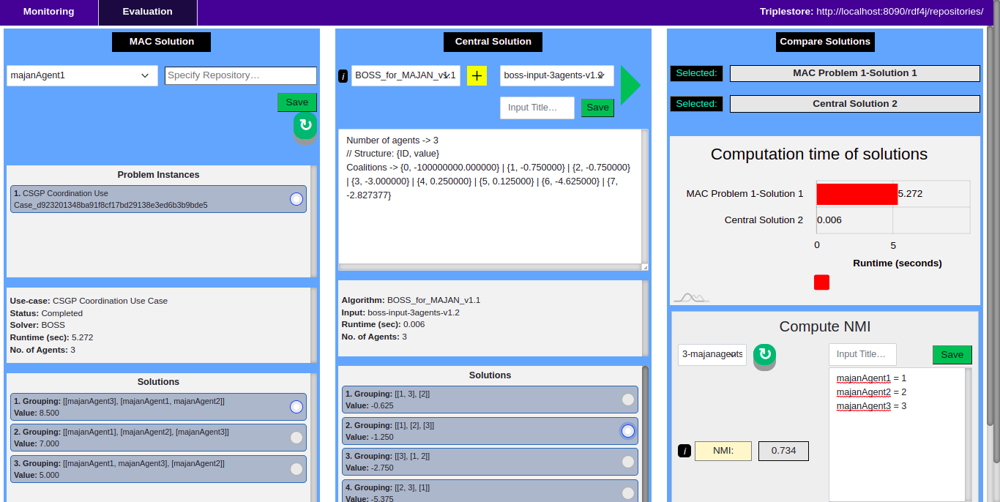 Monitoring
Evaluation
Triplestore: http://localhost:8090/rdf4j/repositories/
MAC Solution
majanAgent1
Specify Repository…
Save
Problem Instances
1. CSGP Coordination Use
Case_d923201348ba91f8cf17bd29138e3ed6b3b9bde5
Use-case: CSGP Coordination Use Case
Status: Completed
Solver: BOSS
Runtime (sec): 5.272
No. of Agents: 3
Solutions
1. Grouping: [[majanAgent3], [majanAgent1, majanAgent2]]
Value: 8.500
2. Grouping: [[majanAgent1], [majanAgent2], [majanAgent3]]
Value: 7.000
3. Grouping: [[majanAgent1, majanAgent3], [majanAgent2]]
Value: 5.000
Central Solution
i
BOSS_for_MAJAN_v1.1
+
boss-input-3agents-v1.2
Input Title…
Save
Number of agents -> 3
// Structure: {ID, value}
Coalitions -> {0, -100000000.000000} | {1, -0.750000} | {2, -0.750000}
| {3, -3.000000} | {4, 0.250000} | {5, 0.125000} | {6, -4.625000} | {7,
-2.827377}
Algorithm: BOSS_for_MAJAN_v1.1
Input: boss-input-3agents-v1.2
Runtime (sec): 0.006
No. of Agents: 3
Solutions
1. Grouping: [[1, 3], [2]]
Value: -0.625
2. Grouping: [[1], [2], [3]]
Value: -1.250
3. Grouping: [[3], [1, 2]]
Value: -2.750
4. Grouping: [[2, 3], [1]]
Value: -5.375
Compare Solutions
Selected:
MAC Problem 1-Solution 1
Selected:
Central Solution 2
Computation time of solutions
MAC Problem 1-Solution 1
5.272
Central Solution 2
0.006
0
5
Runtime (seconds)
Compute NMI
3-majanagents
Input Title…
Save
majanAgent1 = 1
majanAgent2 = 2
majanAgent3 = 3
i
NMI:
0.734